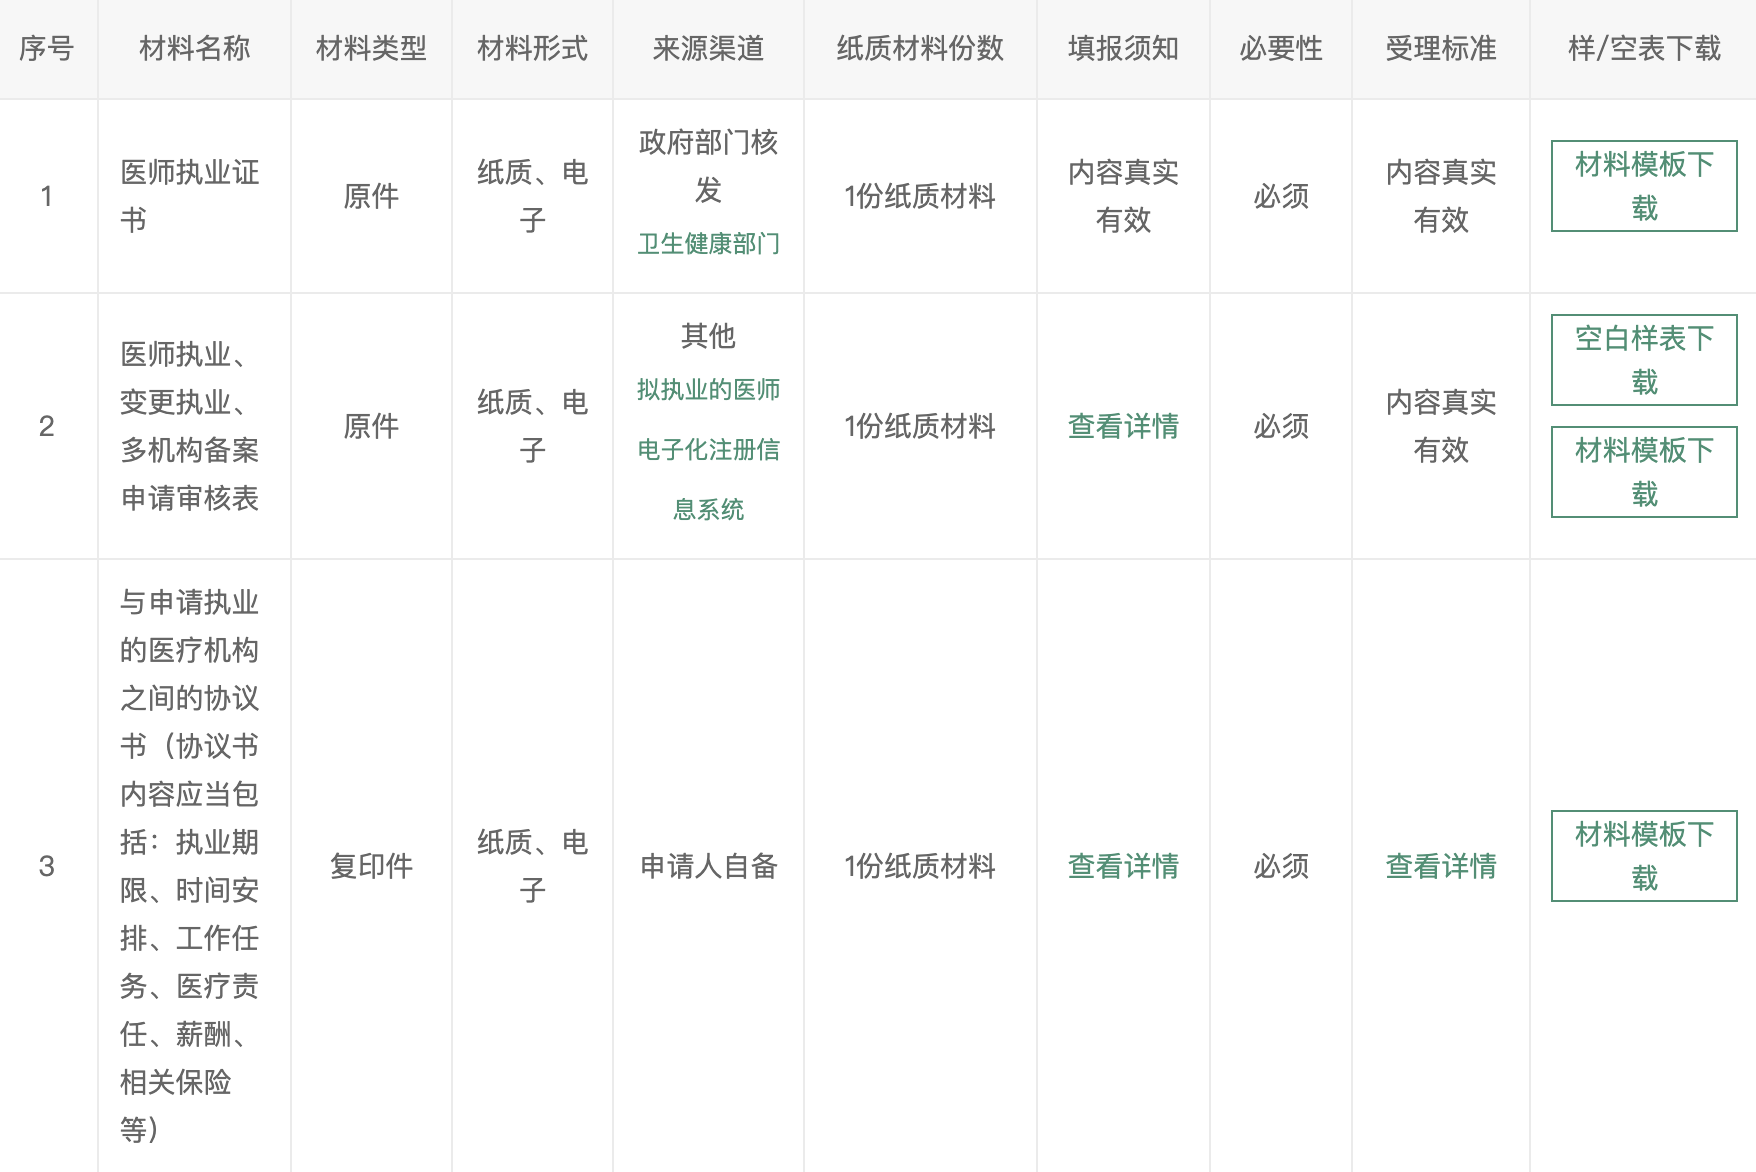 序号 材料名称 材料类型 材料形式 来源渠道 纸质材料份数 填报须知 必要性 受理标准 样/空表下载
1
医师执业证
书
原件
纸质、电
子
政府部门核
发
卫生健康部门
1份纸质材料
内容真实
有效
必须
内容真实
有效
材料模板下
载
2
医师执业、
变更执业、
多机构备案
申请审核表
原件
纸质、电
子
其他
拟执业的医师
电子化注册信
息系统
1份纸质材料
查看详情
必须
内容真实
有效
空白样表下
载
材料模板下
载
3
与申请执业
的医疗机构
之间的协议
书（协议书
内容应当包
括：执业期
限、时间安
排、工作任
务、医疗责
任、薪酬、
相关保险
等）
复印件
纸质、电
子
申请人自备
1份纸质材料
查看详情
必须
查看详情
材料模板下
载